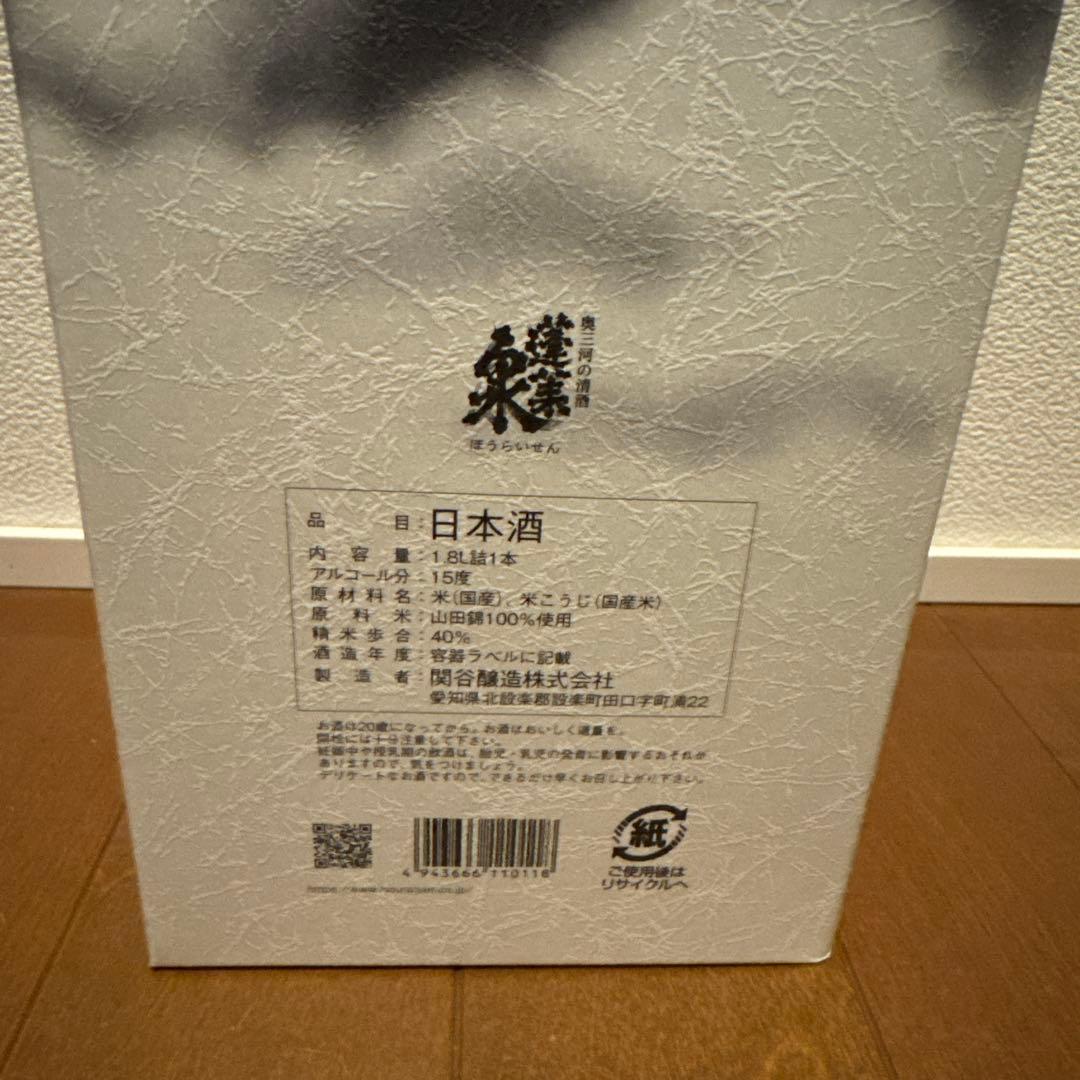 奥三河の清酒
蓬莱泉
ほうらいせん
品目：日本酒
内容量：1.8L詰1本
アルコール分：15度
原材料名：米(国産)、米こうじ(国産米)
原料米：山田錦100%使用
精米歩合：40%
酒造年度：容器ラベルに記載
製造者：関谷醸造株式会社
愛知県北設楽郡設楽町田口字町浦22
お酒は20歳になってから。お酒はおいしく適量を。
開栓には十分注意して下さい。
妊娠中や授乳期の飲酒は、胎児・乳児の発育に影響するおそれが
ありますので、気をつけましょう。
デリケートなお酒ですので、できるだけ早くお召し上がり下さい。
4 943666 110118
紙
ご使用後は
リサイクルへ